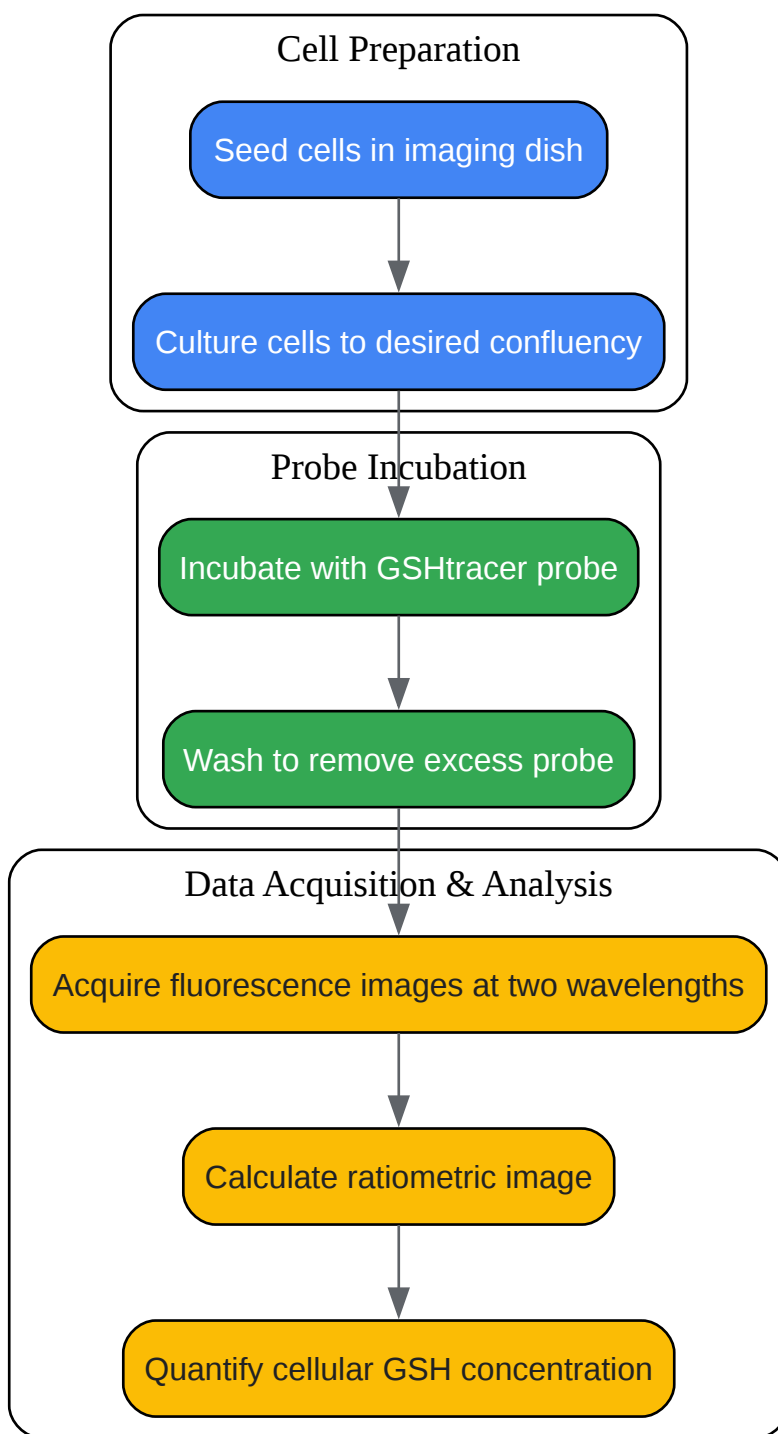 Cell Preparation
Seed cells in imaging dish
Culture cells to desired confluency
Probe Incubation
Incubate with GSHtracer probe
Wash to remove excess probe
Data Acquisition & Analysis
Acquire fluorescence images at two wavelengths
Calculate ratiometric image
Quantify cellular GSH concentration